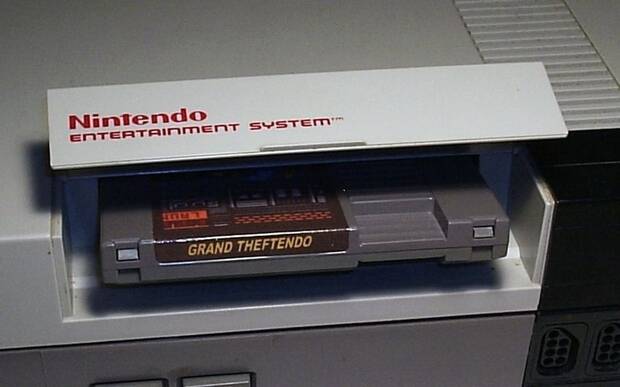 Nintendo
ENTERTAINMENT SYSTEM™
GRAND THEFTENDO